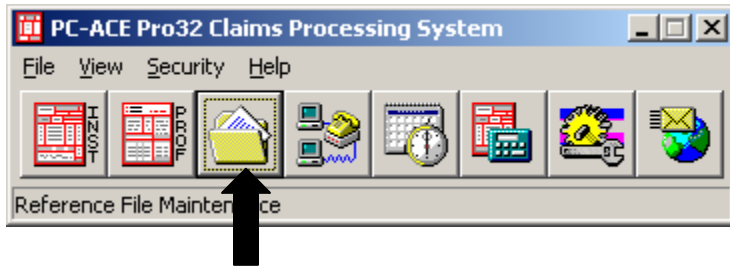 PC-ACE Pro32 Claims Processing System
File View Security Help
INST PROF
Reference File